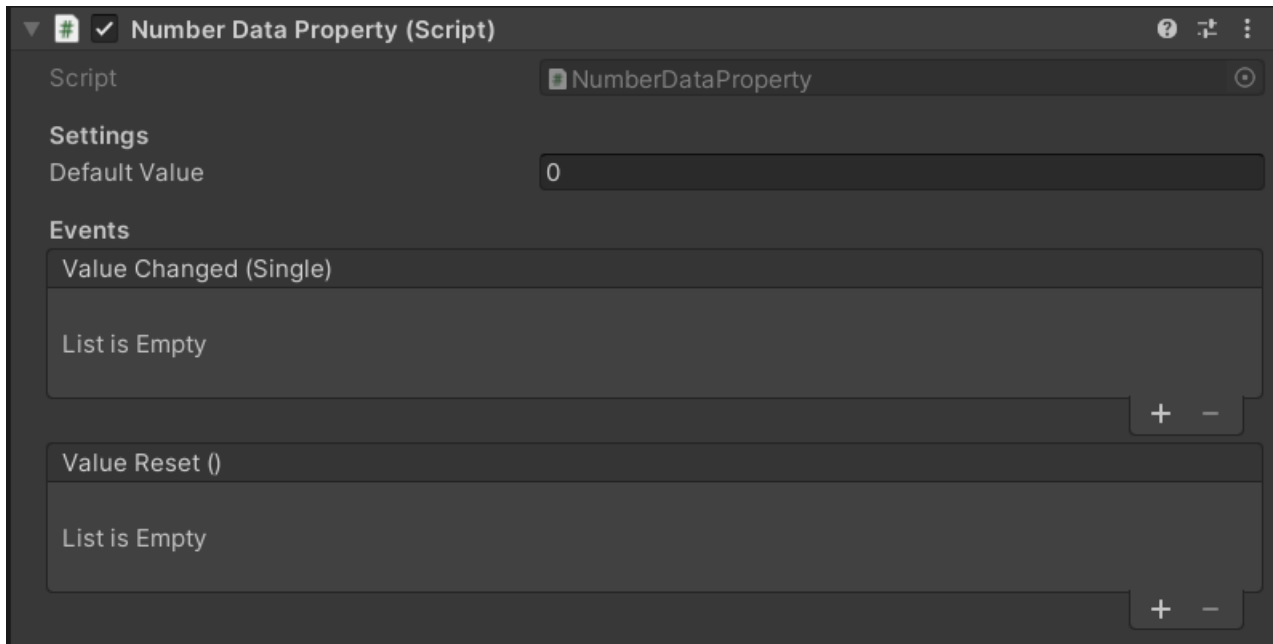 Number Data Property (Script)
Script NumberDataProperty
Settings
Default Value 0
Events
Value Changed (Single)
List is Empty
+ −
Value Reset ()
List is Empty
+ −